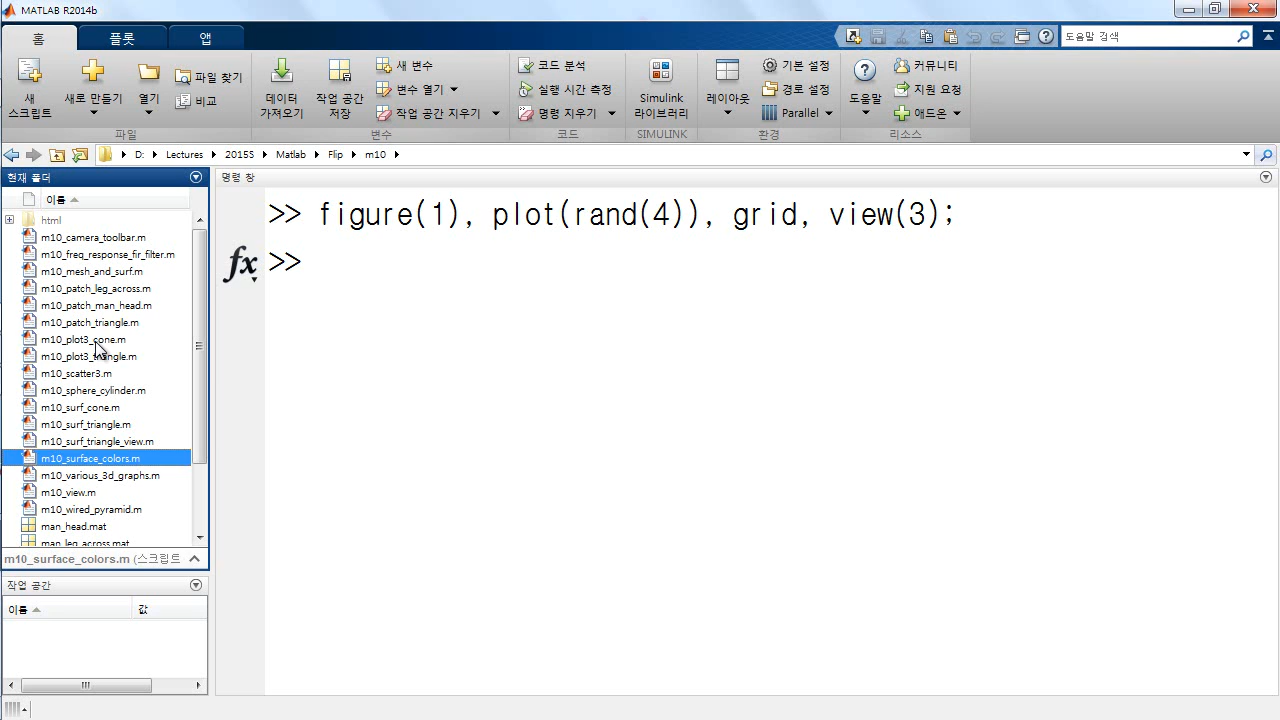 MATLAB R2014b
홈 플롯 앱
도움말 검색
새 스크립트
새로 만들기
열기
파일 찾기
비교
파일
데이터 가져오기
작업 공간 저장
새 변수
변수 열기
작업 공간 지우기
변수
코드 분석
실행 시간 측정
명령 지우기
코드
Simulink 라이브러리
SIMULINK
레이아웃
기본 설정
경로 설정
Parallel
환경
도움말
커뮤니티
지원 요청
애드온
리소스
D: Lectures 2015S Matlab Flip m10
현재 폴더
이름
html
m10_camera_toolbar.m
m10_freq_response_fir_filter.m
m10_mesh_and_surf.m
m10_patch_leg_across.m
m10_patch_man_head.m
m10_patch_triangle.m
m10_plot3_cone.m
m10_plot3_triangle.m
m10_scatter3.m
m10_sphere_cylinder.m
m10_surf_cone.m
m10_surf_triangle.m
m10_surf_triangle_view.m
m10_surface_colors.m
m10_various_3d_graphs.m
m10_view.m
m10_wired_pyramid.m
man_head.mat
man_leg_across.mat
m10_surface_colors.m (스크립트
작업 공간
이름 값
명령 창
>> figure(1), plot(rand(4)), grid, view(3);
fx >>